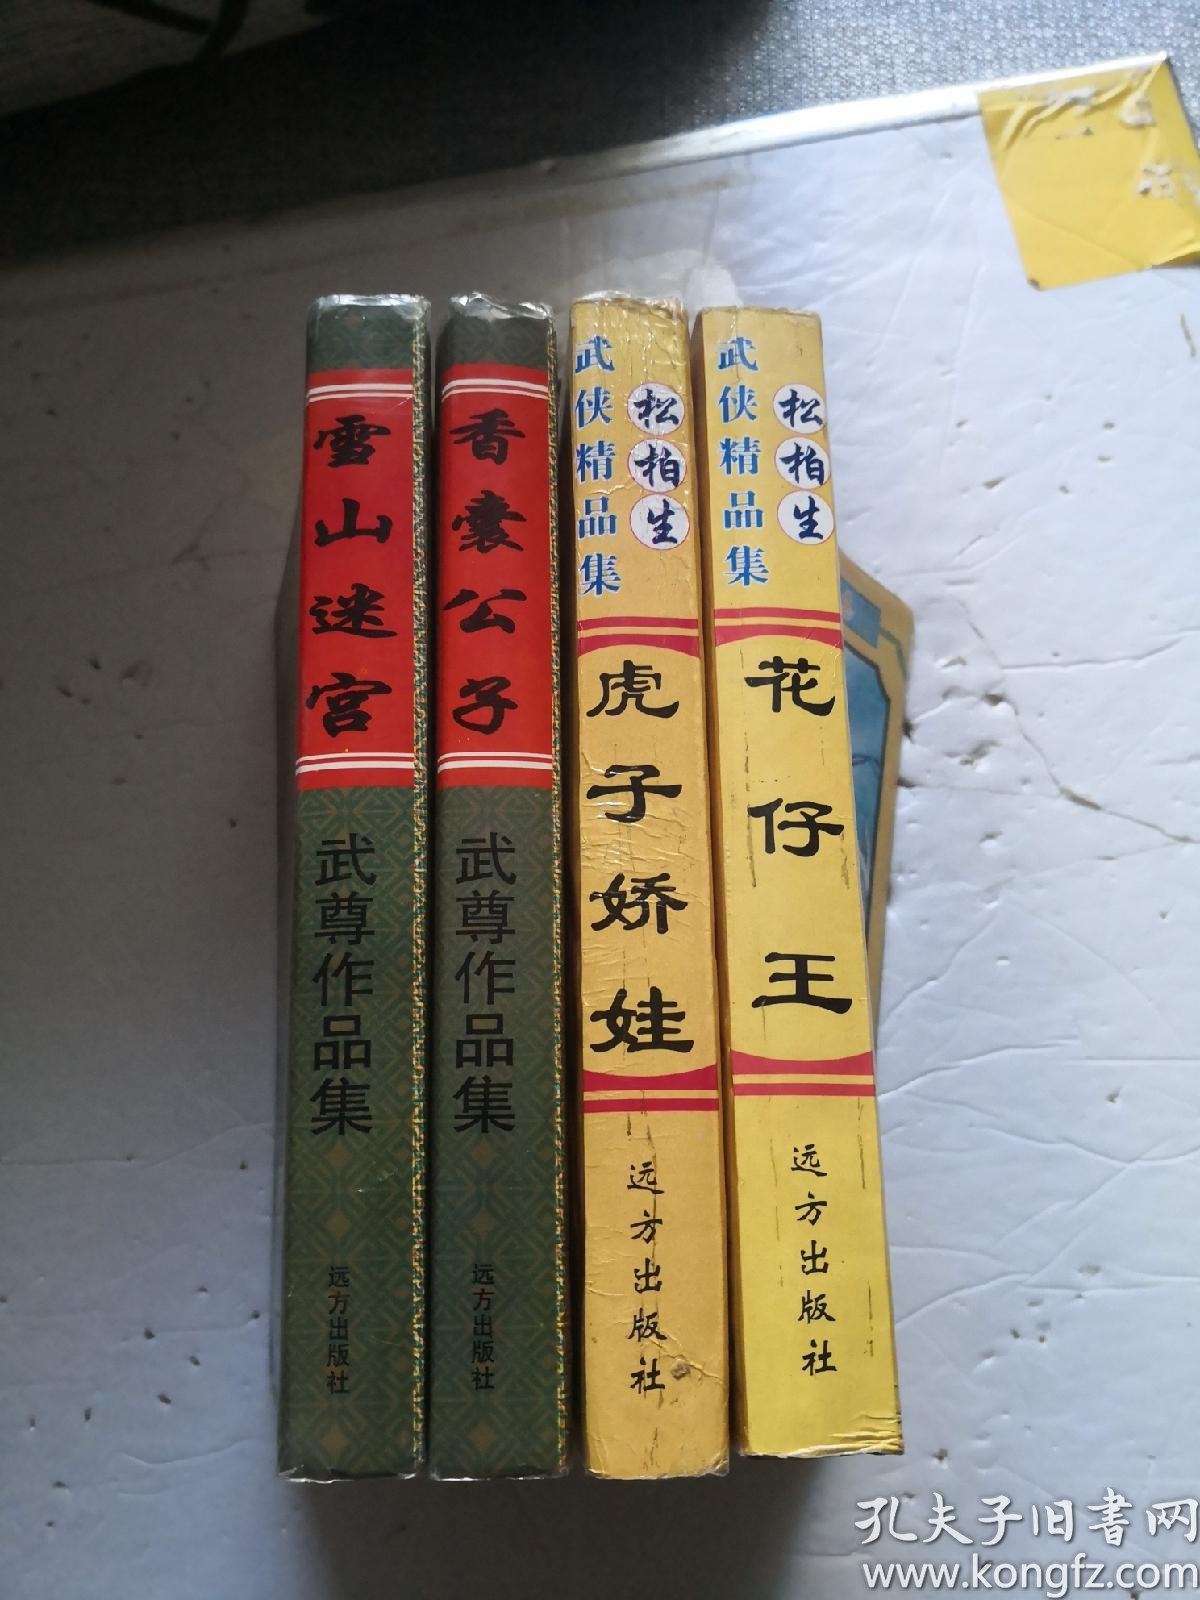 雪山迷宫
武尊作品集
远方出版社
香囊公子
武尊作品集
远方出版社
松柏生
武侠精品集
虎子娇娃
远方出版社
松柏生
武侠精品集
花仔王
远方出版社
孔夫子旧书网
www.kongfz.com